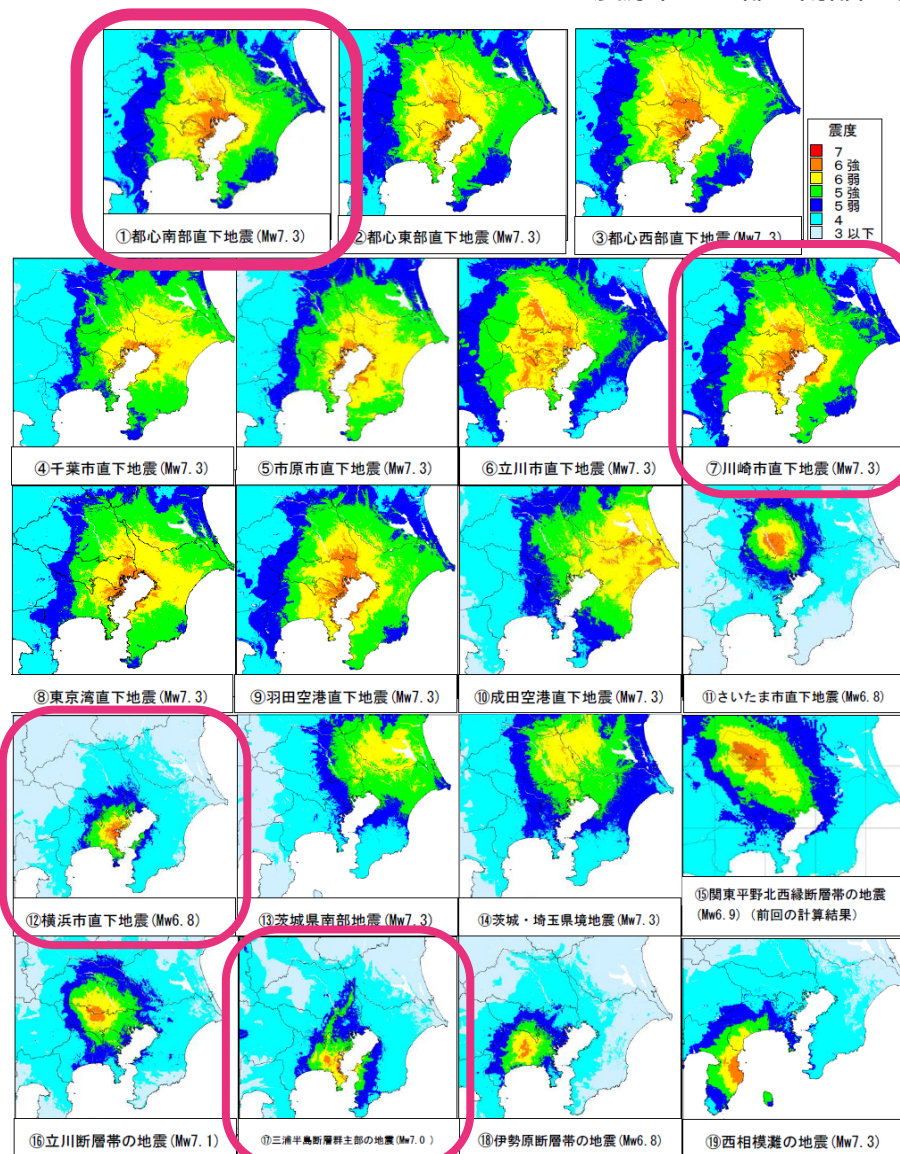 ①都心南部直下地震(Mw7.3)
②都心東部直下地震(Mw7.3)
③都心西部直下地震(Mw7.3)
震度
7
6強
6弱
5強
5弱
4
3以下
④千葉市直下地震(Mw7.3)
⑤市原市直下地震(Mw7.3)
⑥立川市直下地震(Mw7.3)
⑦川崎市直下地震(Mw7.3)
⑧東京湾直下地震(Mw7.3)
⑨羽田空港直下地震(Mw7.3)
⑩成田空港直下地震(Mw7.3)
⑪さいたま市直下地震(Mw6.8)
⑫横浜市直下地震(Mw6.8)
⑬茨城県南部地震(Mw7.3)
⑭茨城・埼玉県境地震(Mw7.3)
⑮関東平野北西縁断層帯の地震
(Mw6.9)(前回の計算結果)
⑯立川断層帯の地震(Mw7.1)
⑰三浦半島断層群主部の地震(Mw7.0 )
⑱伊勢原断層帯の地震(Mw6.8)
⑲西相模灘の地震(Mw7.3)